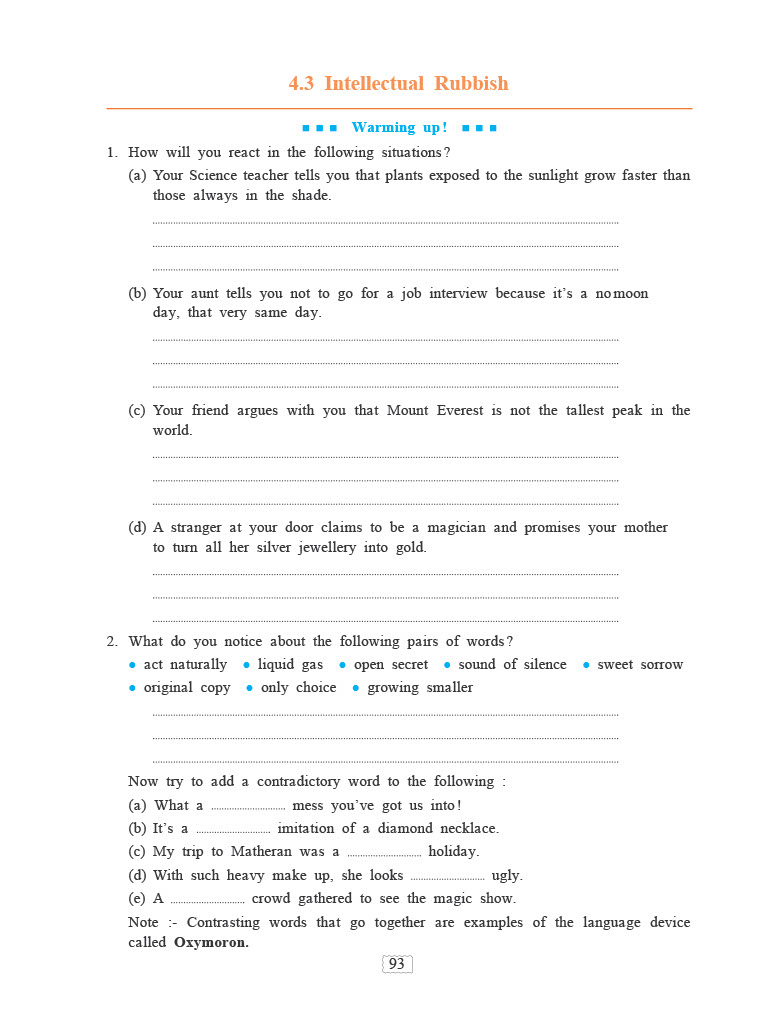 4.3 Intellectual Rubbish
■ ■ ■ Warming up! ■ ■ ■
1. How will you react in the following situations?
(a) Your Science teacher tells you that plants exposed to the sunlight grow faster than
those always in the shade.
(b) Your aunt tells you not to go for a job interview because it’s a no moon
day, that very same day.
(c) Your friend argues with you that Mount Everest is not the tallest peak in the
world.
(d) A stranger at your door claims to be a magician and promises your mother
to turn all her silver jewellery into gold.
2. What do you notice about the following pairs of words?
● act naturally ● liquid gas ● open secret ● sound of silence ● sweet sorrow
● original copy ● only choice ● growing smaller
Now try to add a contradictory word to the following :
(a) What a ............................. mess you’ve got us into!
(b) It’s a ............................. imitation of a diamond necklace.
(c) My trip to Matheran was a ............................. holiday.
(d) With such heavy make up, she looks ............................. ugly.
(e) A ............................. crowd gathered to see the magic show.
Note :- Contrasting words that go together are examples of the language device
called Oxymoron.
93